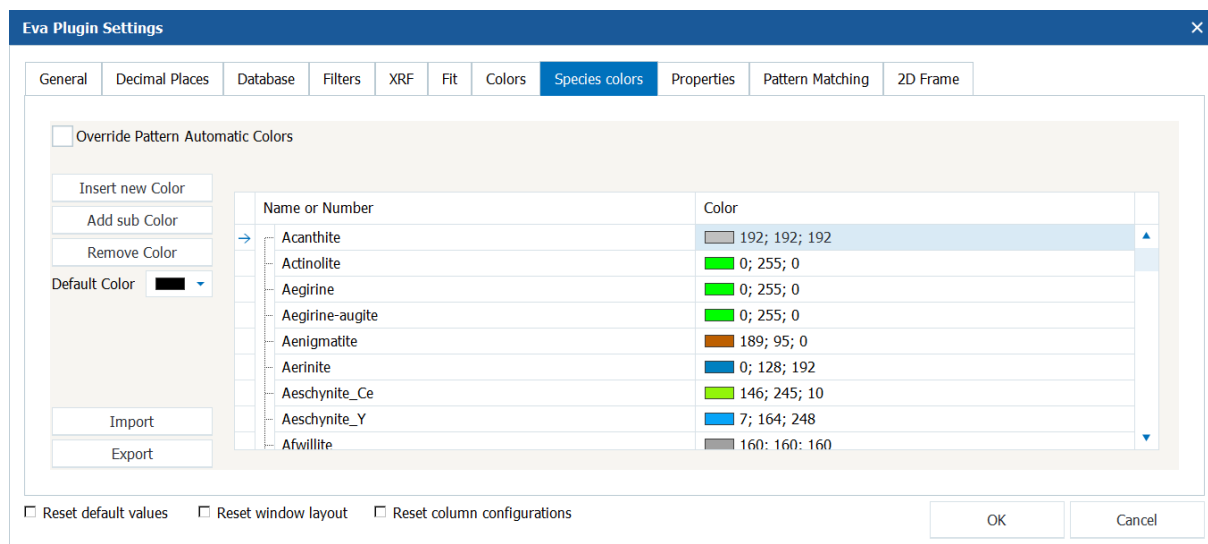 Eva Plugin Settings
General Decimal Places Database Filters XRF Fit Colors Species colors Properties Pattern Matching 2D Frame
Override Pattern Automatic Colors
Insert new Color
Add sub Color
Remove Color
Default Color
Import
Export
Name or Number Color
Acanthite 192; 192; 192
Actinolite 0; 255; 0
Aegirine 0; 255; 0
Aegirine-augite 0; 255; 0
Aenigmatite 189; 95; 0
Aerinite 0; 128; 192
Aeschynite_Ce 146; 245; 10
Aeschynite_Y 7; 164; 248
Afwillite 160; 160; 160
Reset default values Reset window layout Reset column configurations
OK Cancel